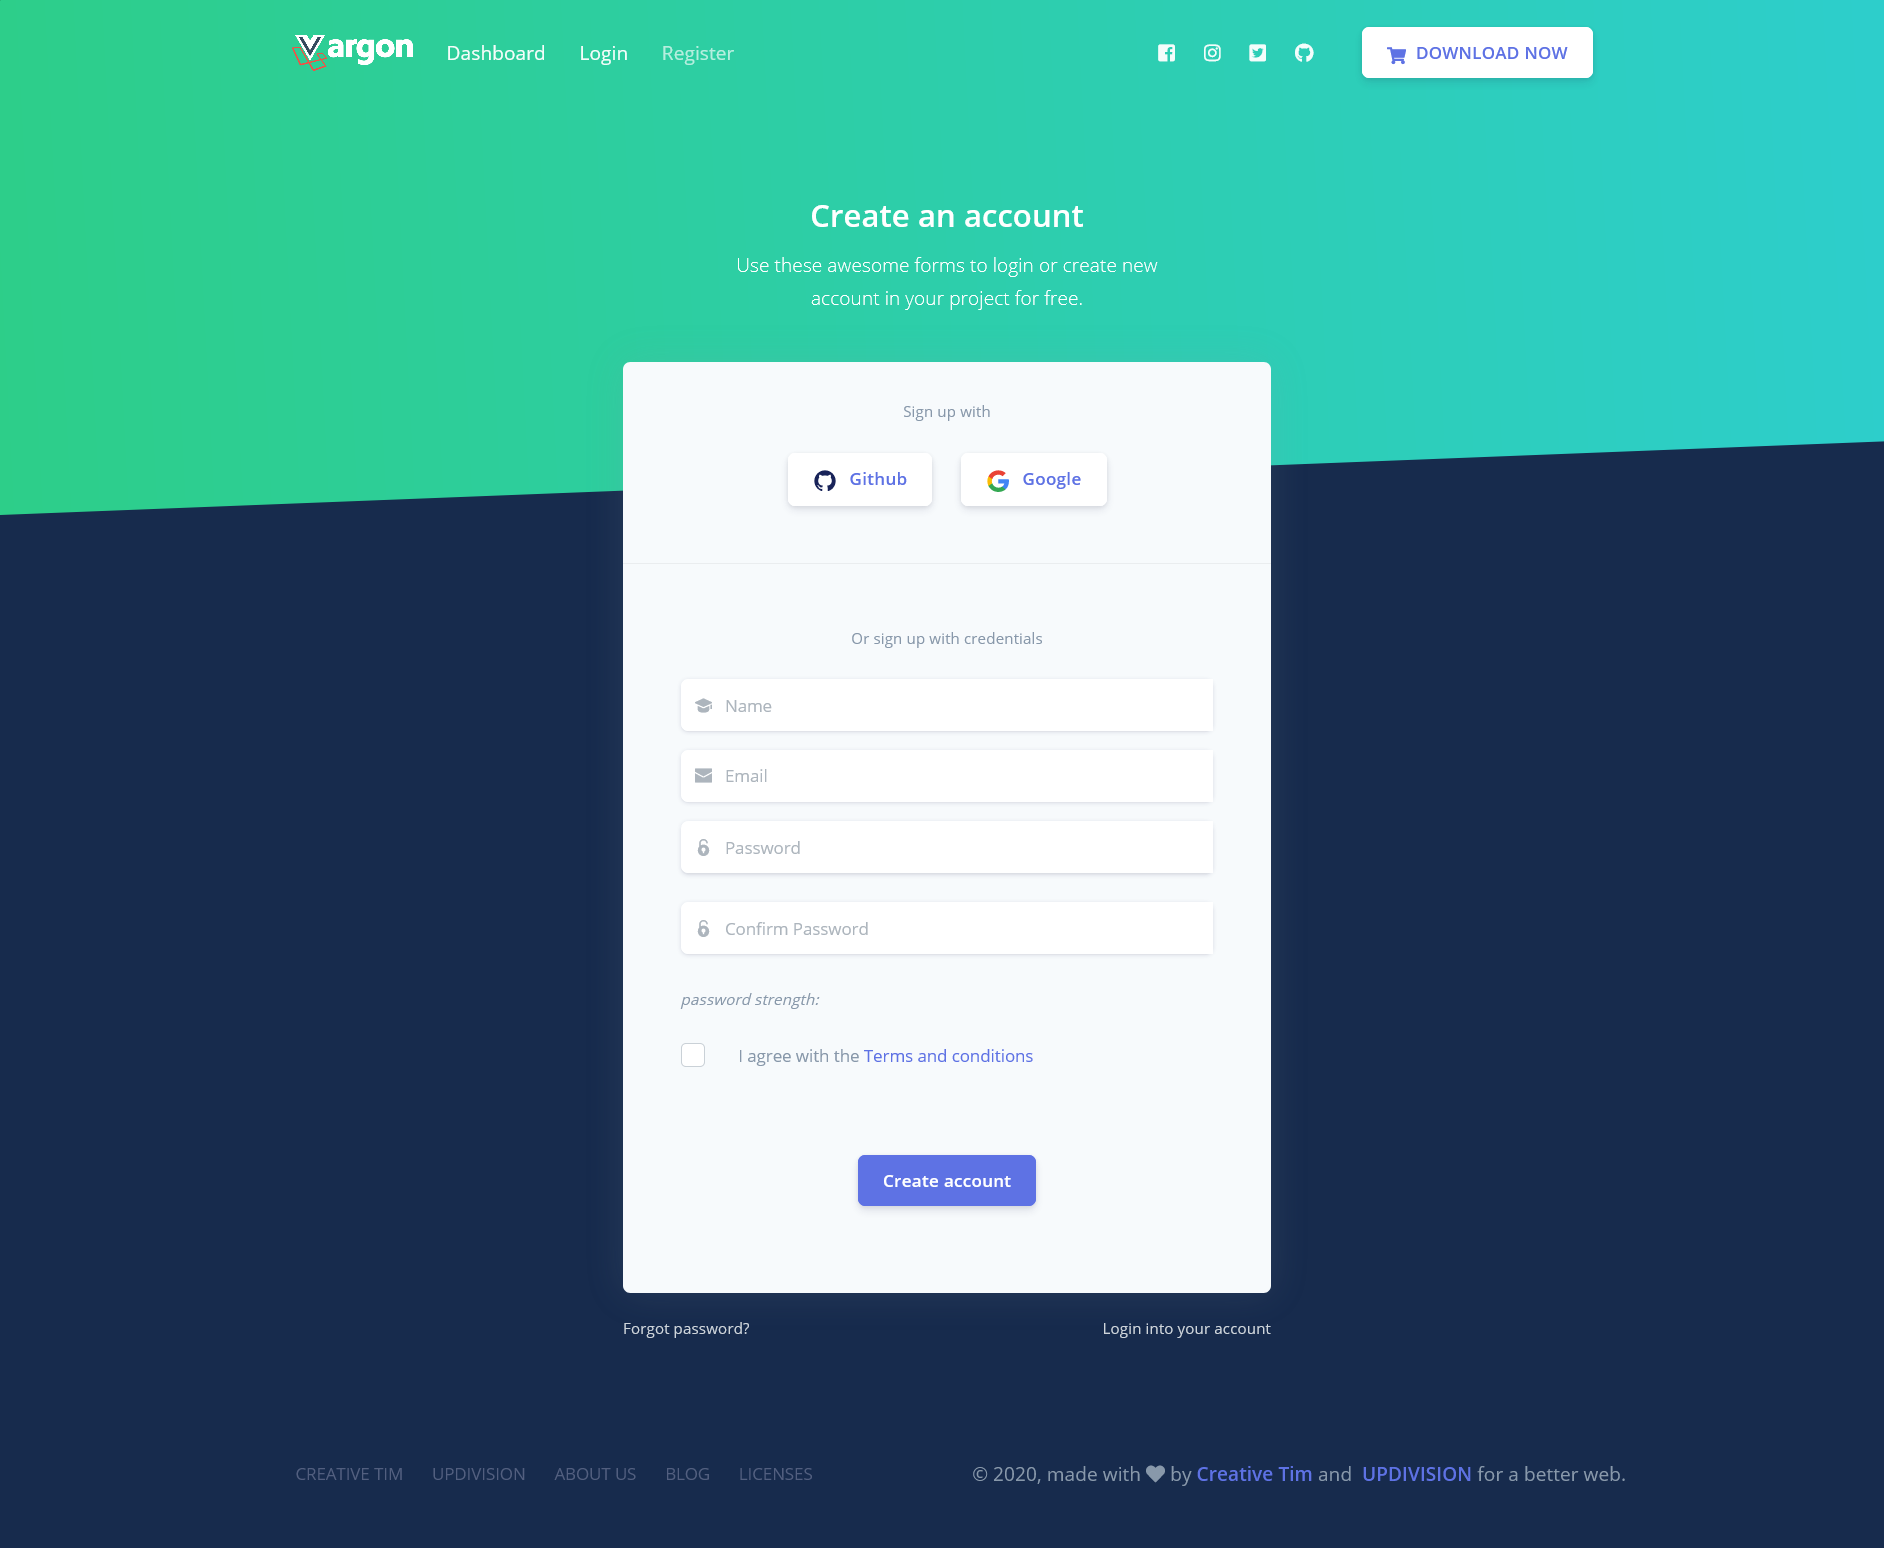 argon Dashboard Login Register DOWNLOAD NOW
Create an account
Use these awesome forms to login or create new
account in your project for free.
Sign up with
Github Google
Or sign up with credentials
Name
Email
Password
Confirm Password
password strength:
I agree with the Terms and conditions
Create account
Forgot password? Login into your account
CREATIVE TIM UPDIVISION ABOUT US BLOG LICENSES © 2020, made with by Creative Tim and UPDIVISION for a better web.